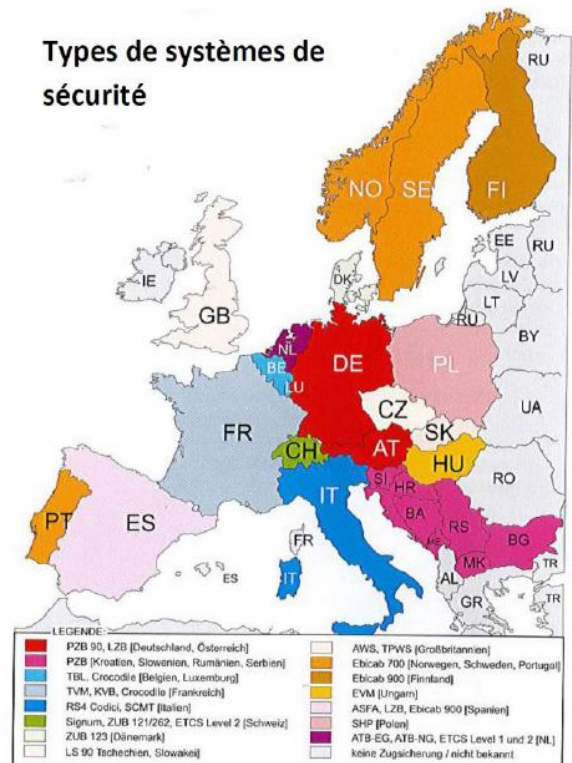 Types de systèmes de
sécurité
RU
NO
SE
FI
EE
RU
LV
LT
RU
BY
DK
IE
GB
NL
BE
LU
DE
PL
UA
CZ
SK
FR
CH
AT
HU
RO
IT
SI
HR
BA
RS
ME
BG
MK
AL
TR
GR
TR
PT
ES
ES
FR
IT
LEGENDE:
PZB 90, LZB [Deutschland, Österreich]
PZB [Kroatien, Slowenien, Rumänien, Serbien]
TBL, Crocodile [Belgien, Luxemburg]
TVM, KVB, Crocodile [Frankreich]
RS4 Codici, SCMT [Italien]
Signum, ZUB 121/262, ETCS Level 2 [Schweiz]
ZUB 123 [Dänemark]
LS 90 Tschechien, Slowakei]
AWS, TPWS [Großbritannien]
Ebicab 700 [Norwegen, Schweden, Portugal]
Ebicab 900 [Finnland]
EVM [Ungarn]
ASFA, LZB, Ebicab 900 [Spanien]
SHP [Polen]
ATB-EG, ATB-NG, ETCS Level 1 und 2 [NL]
keine Zugsicherung / nicht bekannt